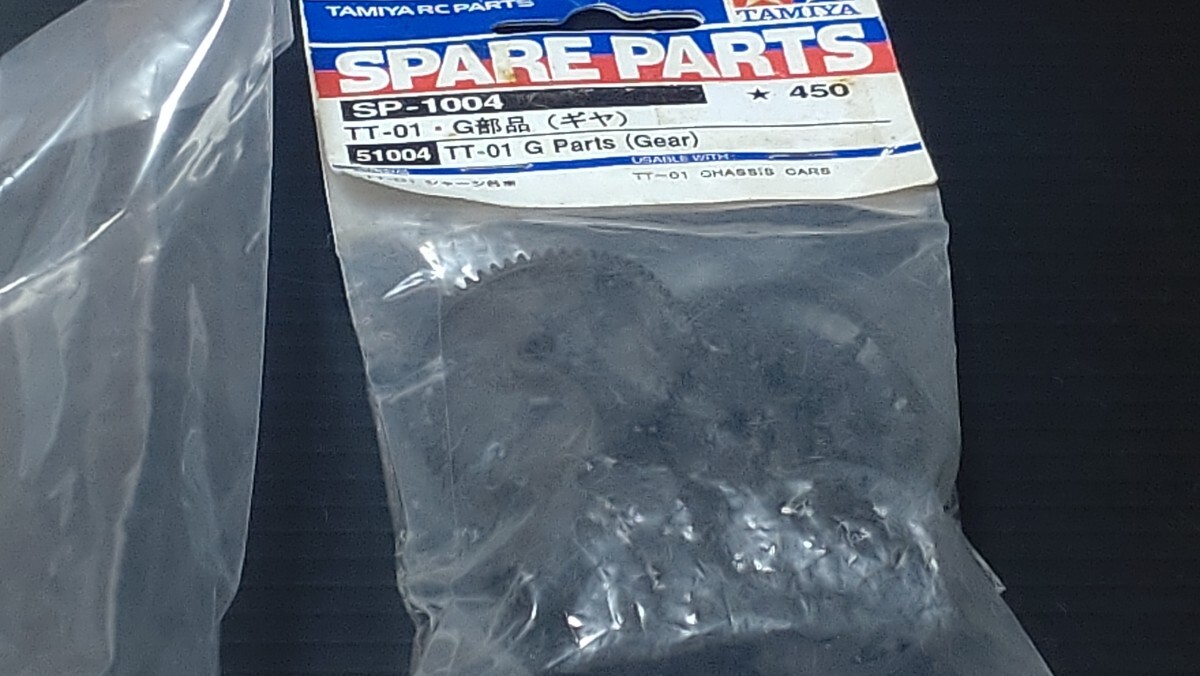 TAMIYA RC PARTS
TAMIYA
SPARE PARTS
SP-1004 ★ 450
TT-01・G部品（ギヤ）
51004 TT-01 G Parts (Gear)
USABLE WITH:
TT-01 CHASSIS CARS